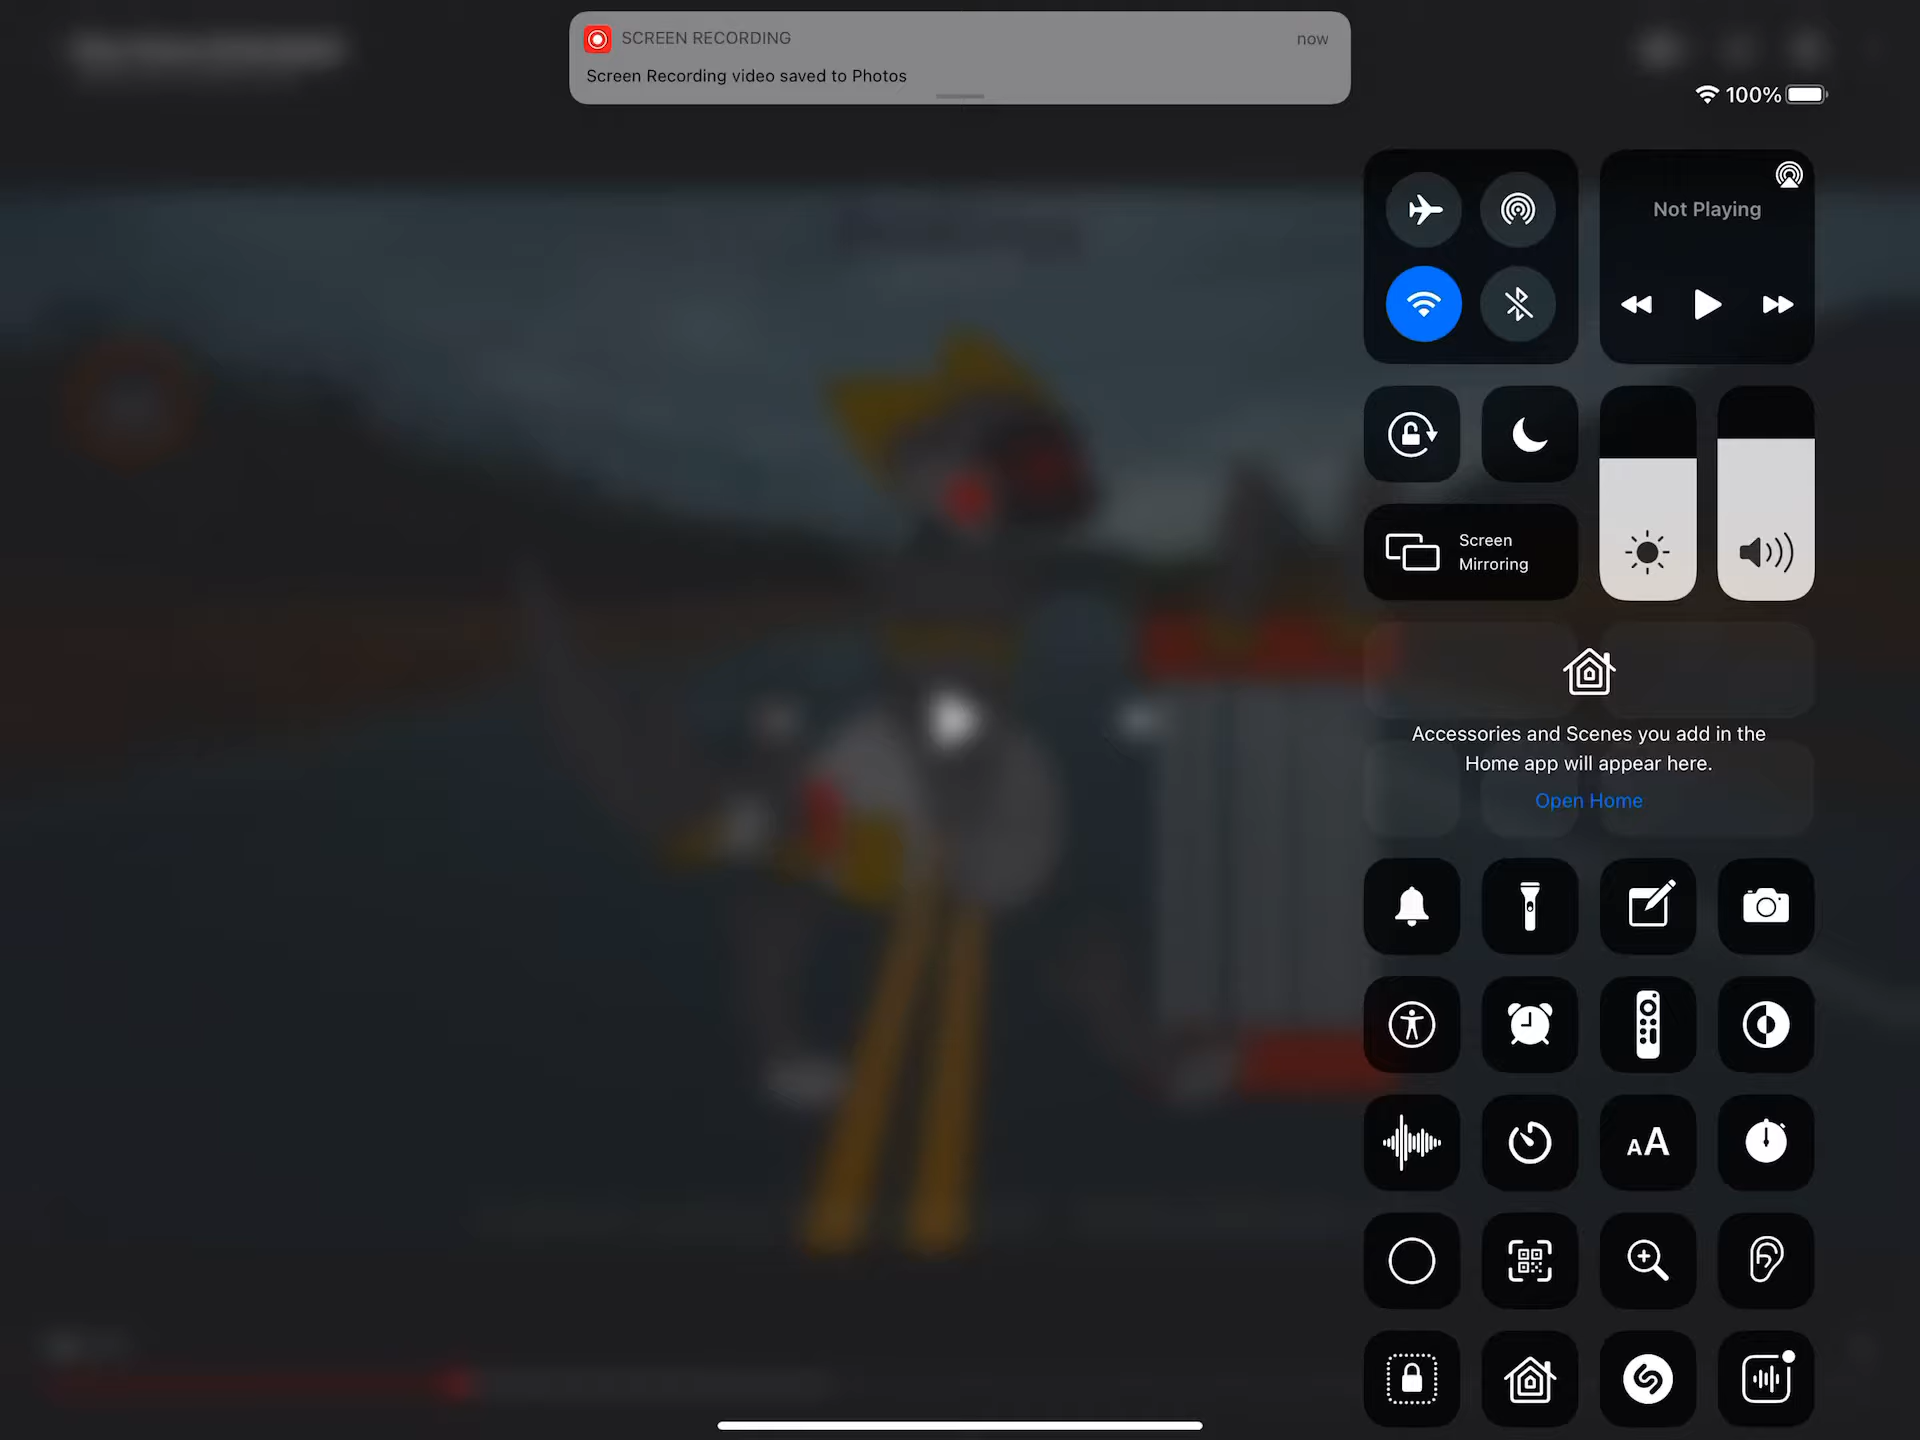 SCREEN RECORDING
now
Screen Recording video saved to Photos
100%
Not Playing
Screen
Mirroring
Accessories and Scenes you add in the
Home app will appear here.
Open Home
AA